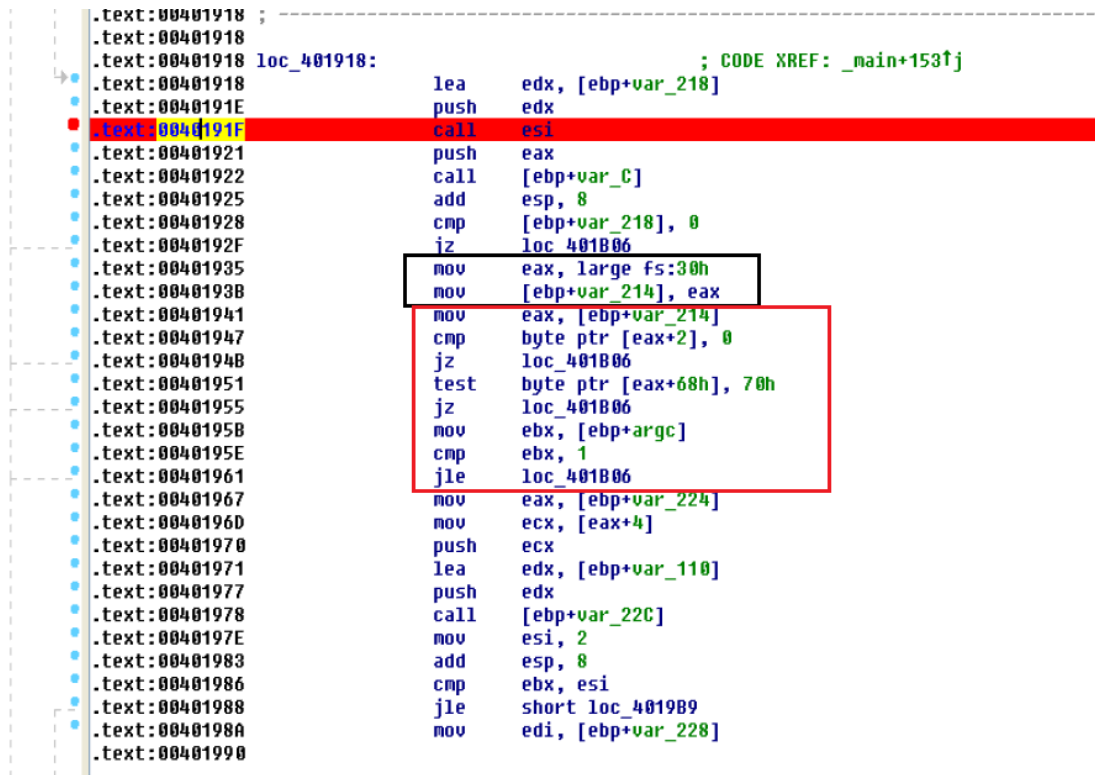 .text:00401918 ; ---------------------------------------------------------------------------
.text:00401918
.text:00401918 loc_401918: ; CODE XREF: _main+153↑j
.text:00401918 lea edx, [ebp+var_218]
.text:0040191E push edx
.text:0040191F call esi
.text:00401921 push eax
.text:00401922 call [ebp+var_C]
.text:00401925 add esp, 8
.text:00401928 cmp [ebp+var_218], 0
.text:0040192F jz loc_401B06
.text:00401935 mov eax, large fs:30h
.text:0040193B mov [ebp+var_214], eax
.text:00401941 mov eax, [ebp+var_214]
.text:00401947 cmp byte ptr [eax+2], 0
.text:0040194B jz loc_401B06
.text:00401951 test byte ptr [eax+68h], 70h
.text:00401955 jz loc_401B06
.text:0040195B mov ebx, [ebp+argc]
.text:0040195E cmp ebx, 1
.text:00401961 jle loc_401B06
.text:00401967 mov eax, [ebp+var_224]
.text:0040196D mov ecx, [eax+4]
.text:00401970 push ecx
.text:00401971 lea edx, [ebp+var_110]
.text:00401977 push edx
.text:00401978 call [ebp+var_22C]
.text:0040197E mov esi, 2
.text:00401983 add esp, 8
.text:00401986 cmp ebx, esi
.text:00401988 jle short loc_4019B9
.text:0040198A mov edi, [ebp+var_228]
.text:00401990